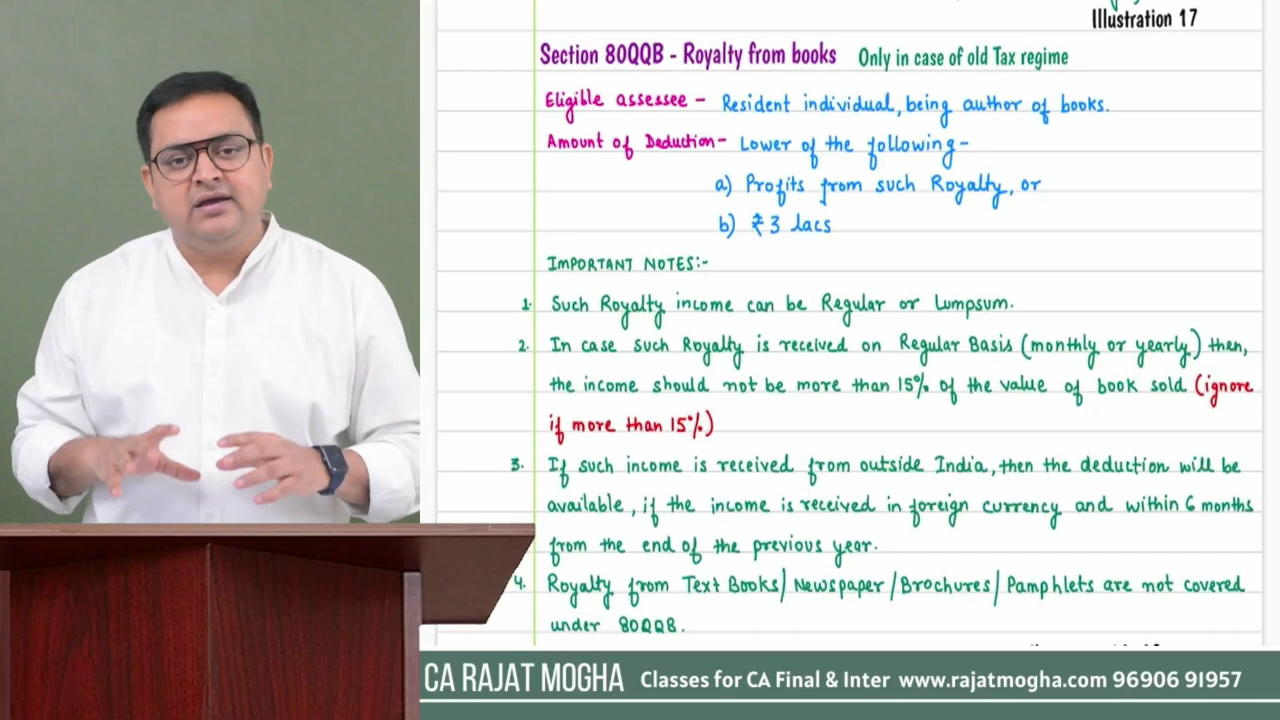 Illustration 17
Section 80QQB - Royalty from books Only in case of old Tax regime
Eligible assessee - Resident individual, being author of books.
Amount of Deduction - Lower of the following -
a) Profits from such Royalty, or
b) ₹3 lacs
IMPORTANT NOTES:-
1. Such Royalty income can be Regular or Lumpsum.
2. In case such Royalty is received on Regular Basis (monthly or yearly) then,
the income should not be more than 15% of the value of book sold (ignore
if more than 15%)
3. If such income is received from outside India, then the deduction will be
available, if the income is received in foreign currency and within 6 months
from the end of the previous year.
4. Royalty from Text Books/Newspaper/Brochures/Pamphlets are not covered
under 80QQB.
CA RAJAT MOGHA Classes for CA Final & Inter www.rajatmogha.com 96906 91957